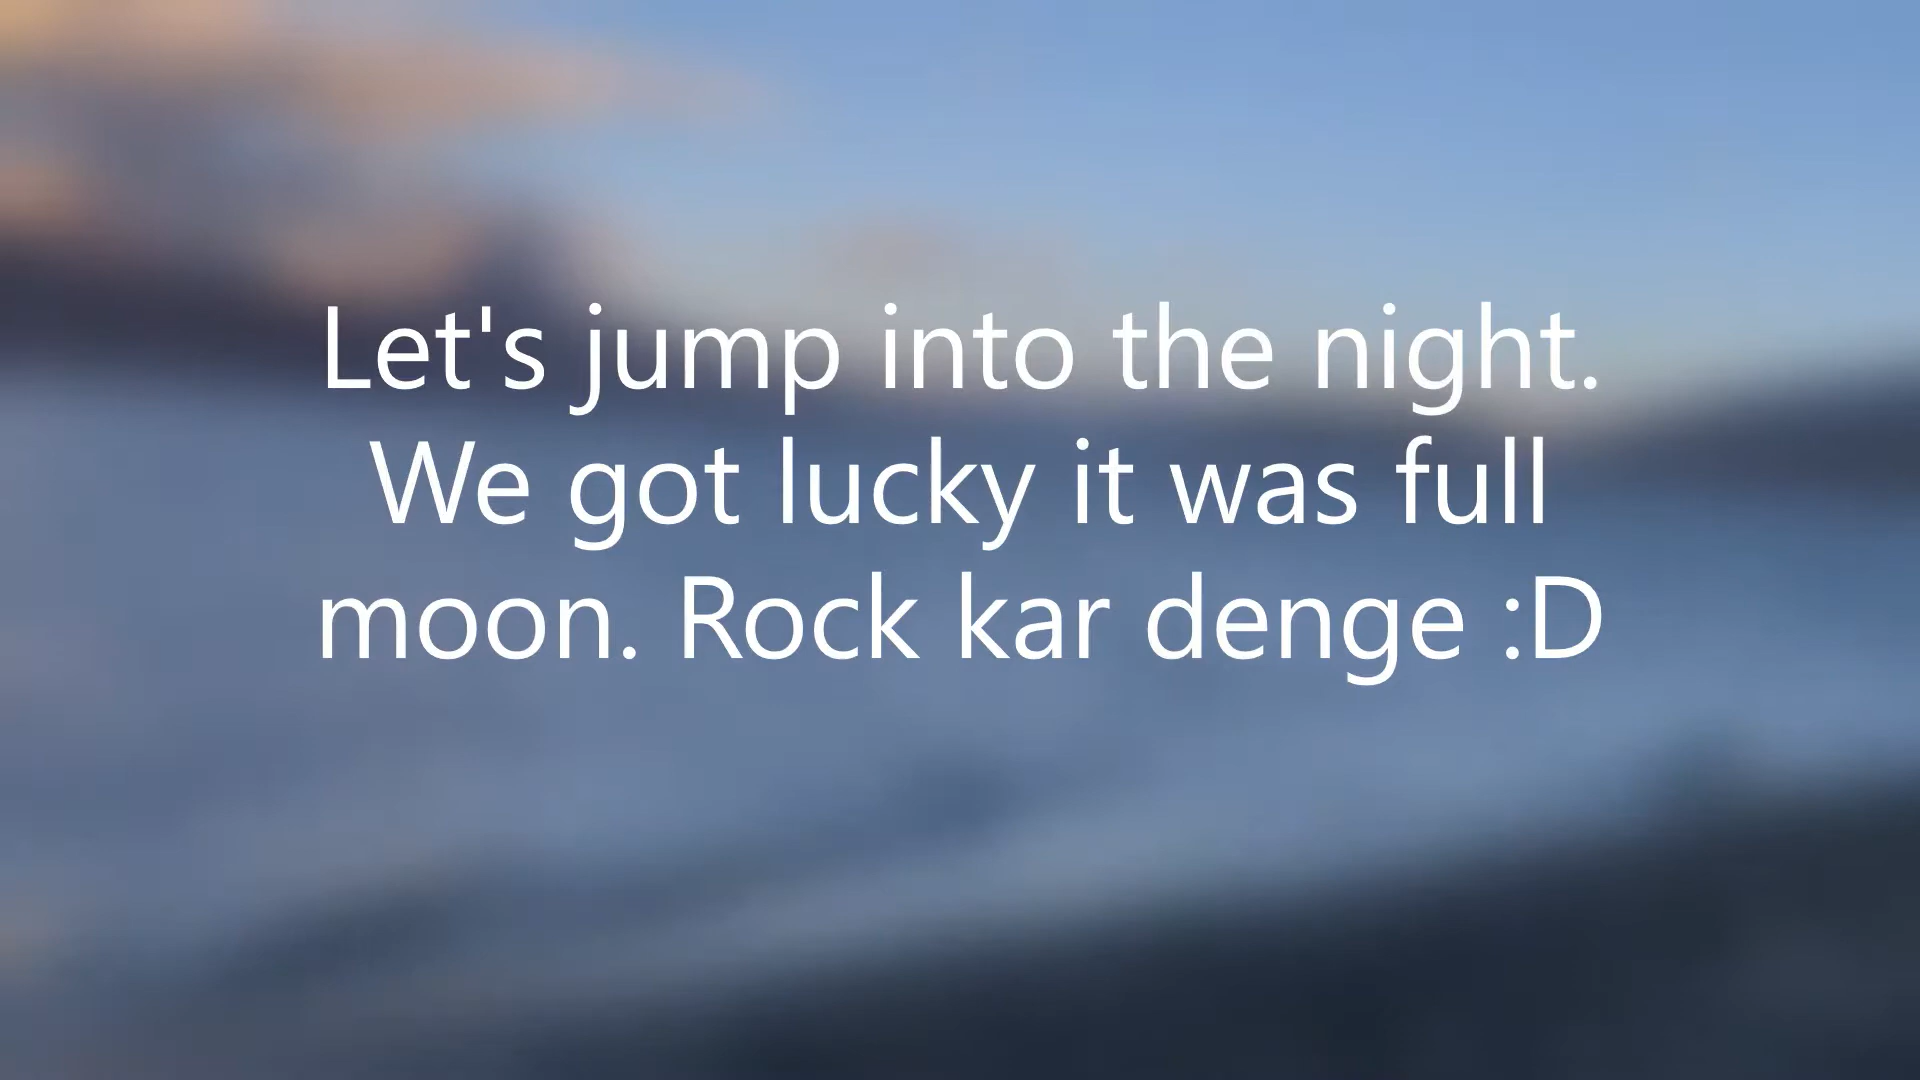 Let's jump into the night.
We got lucky it was full
moon. Rock kar denge :D